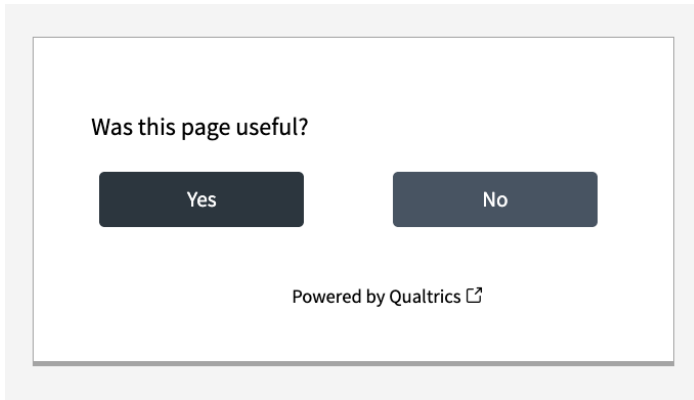 Was this page useful?
Yes No
Powered by Qualtrics